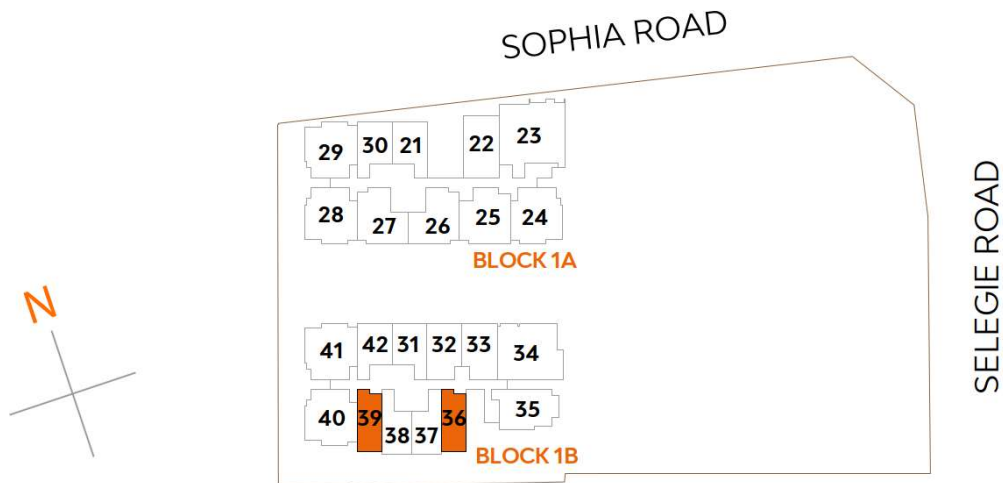 SOPHIA ROAD
29 30 21 22 23
28 27 26 25 24
BLOCK 1A
SELEGIE ROAD
N
41 42 31 32 33 34
40 39 38 37 36 35
BLOCK 1B